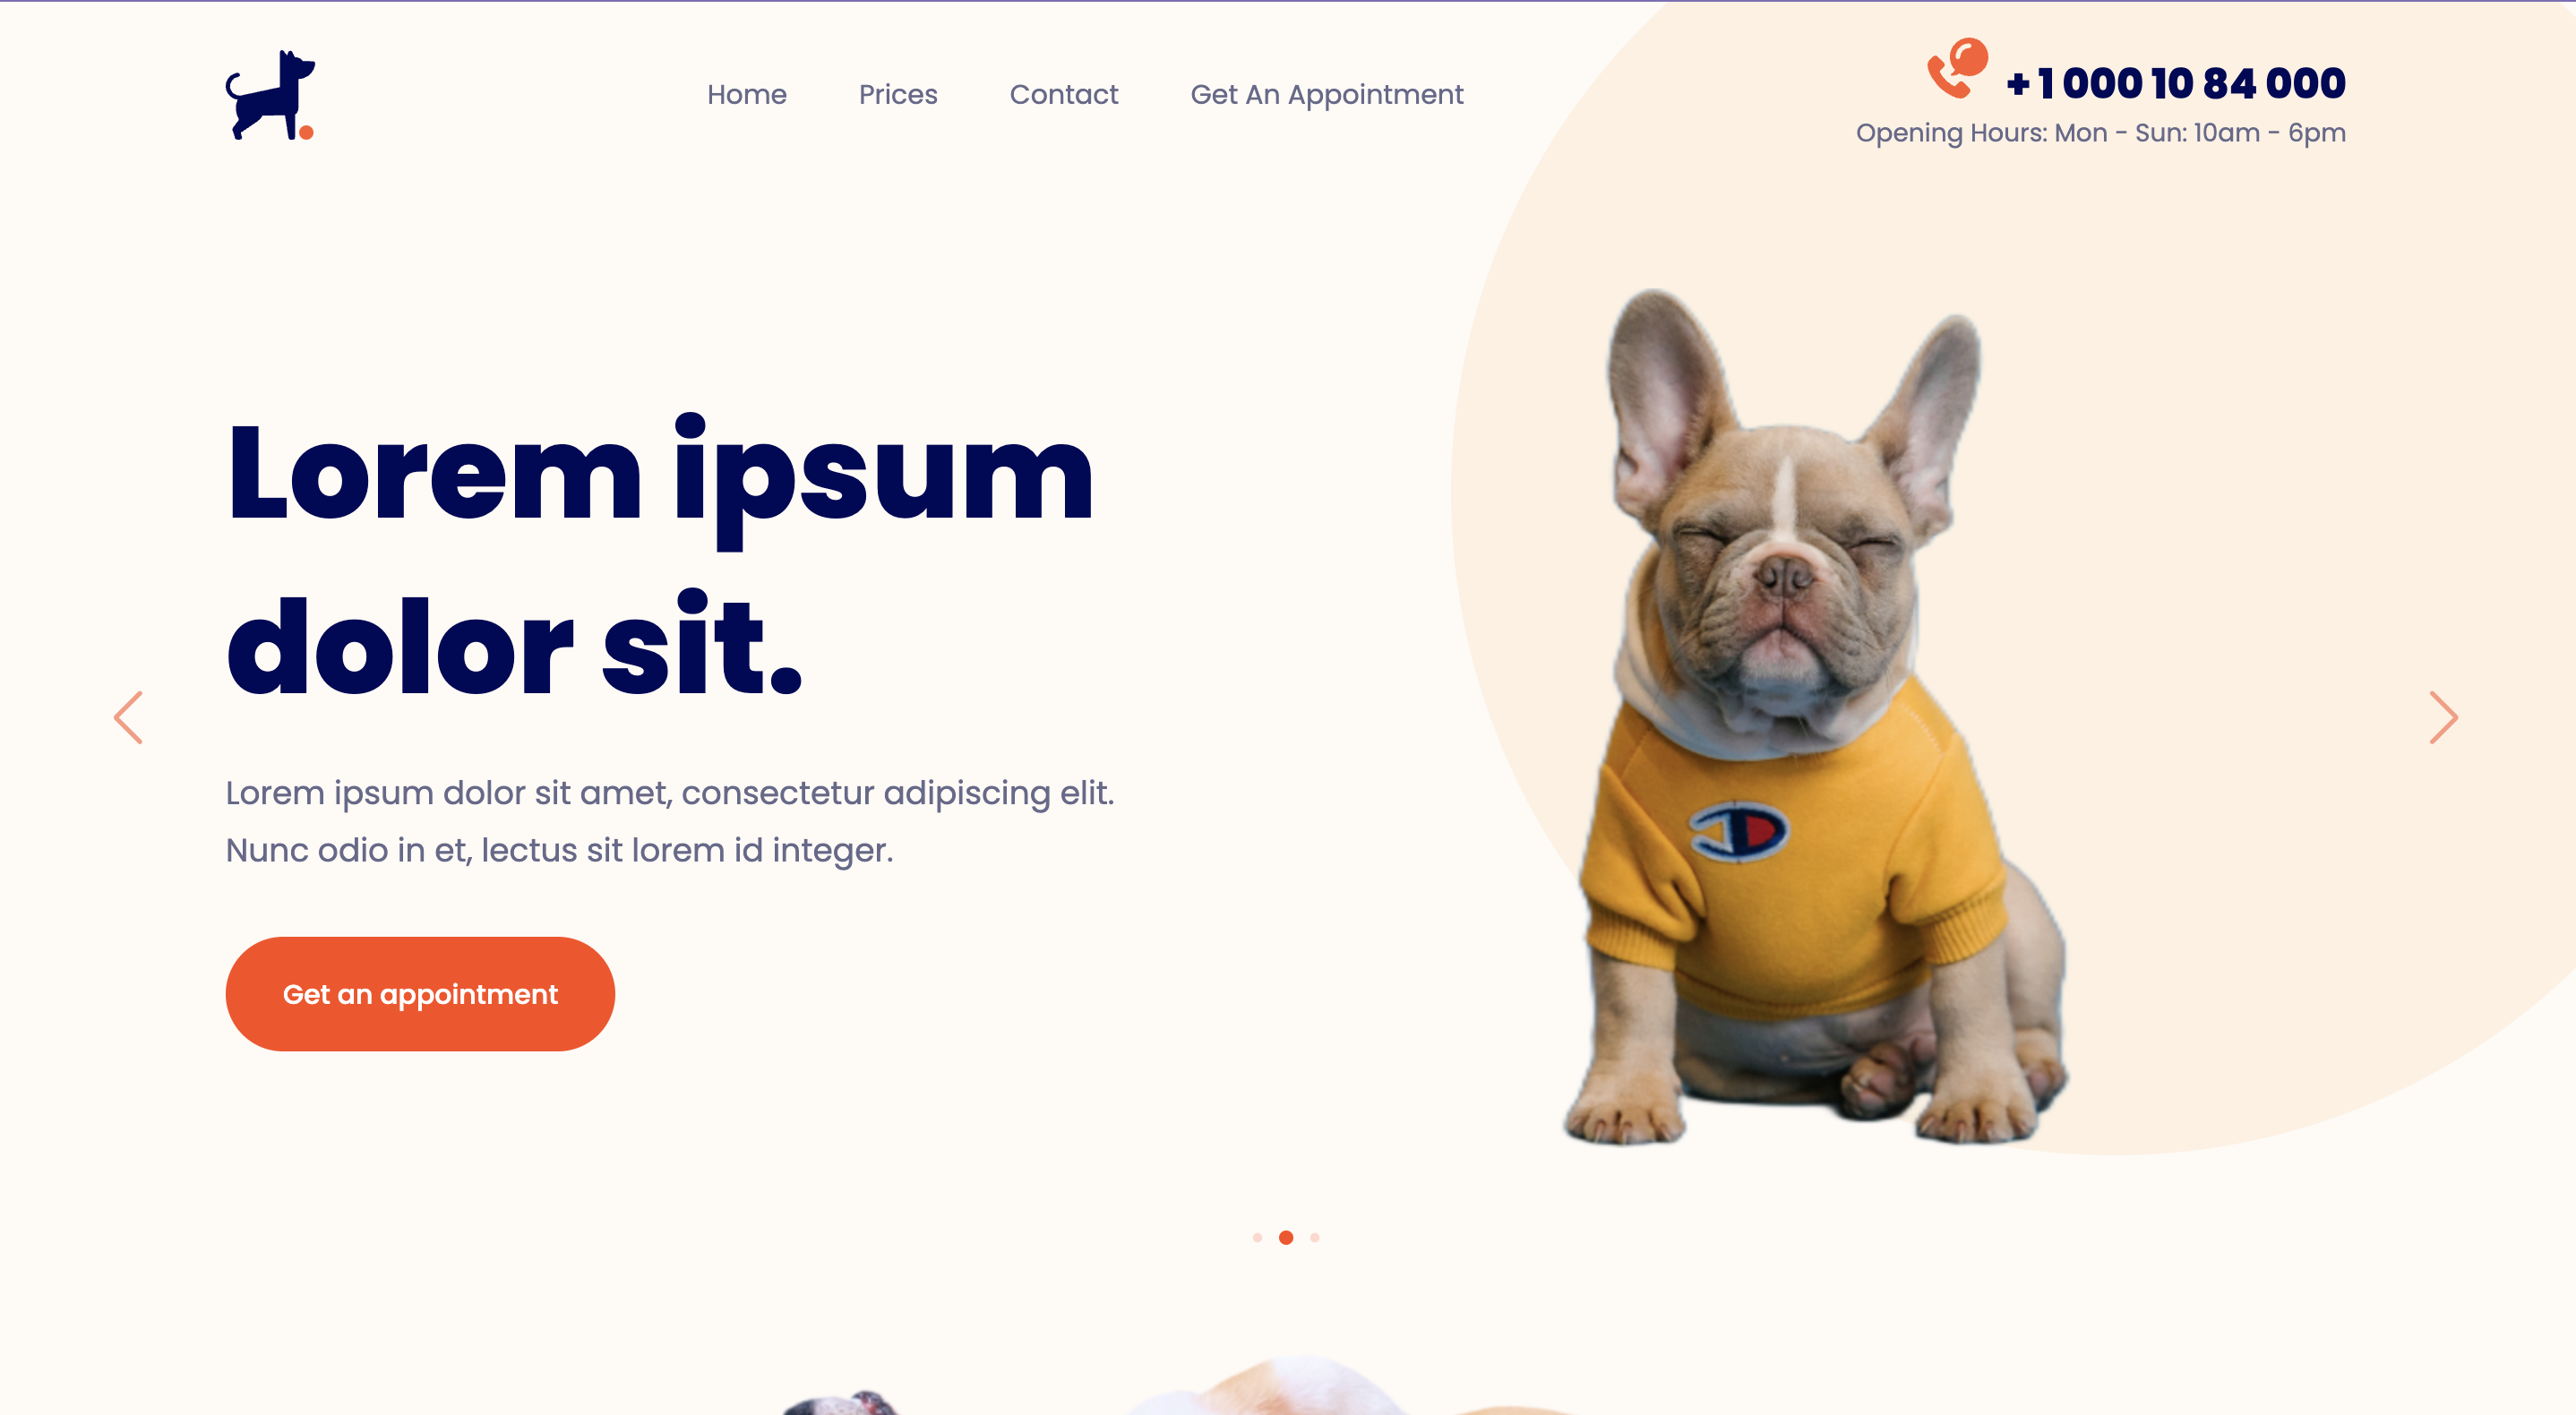 Home Prices Contact Get An Appointment
+ 1 000 10 84 000
Opening Hours: Mon - Sun: 10am - 6pm
Lorem ipsum
dolor sit.
Lorem ipsum dolor sit amet, consectetur adipiscing elit.
Nunc odio in et, lectus sit lorem id integer.
Get an appointment